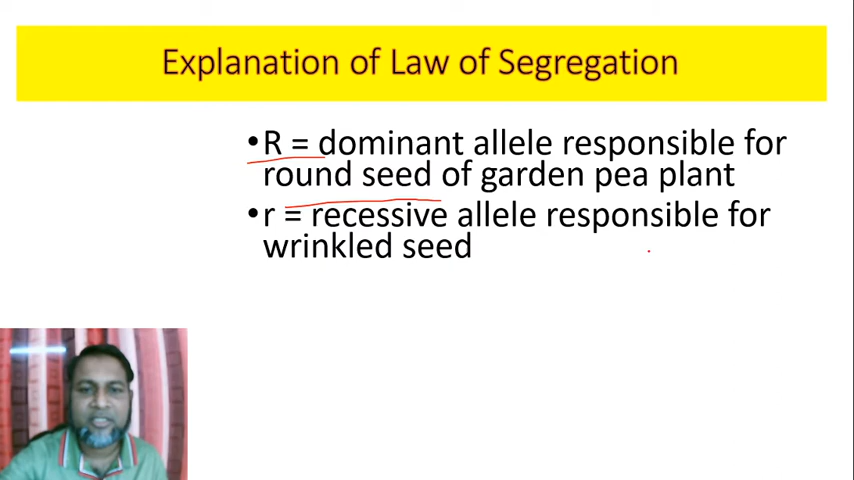 Explanation of Law of Segregation
•R = dominant allele responsible for
round seed of garden pea plant
•r = recessive allele responsible for
wrinkled seed